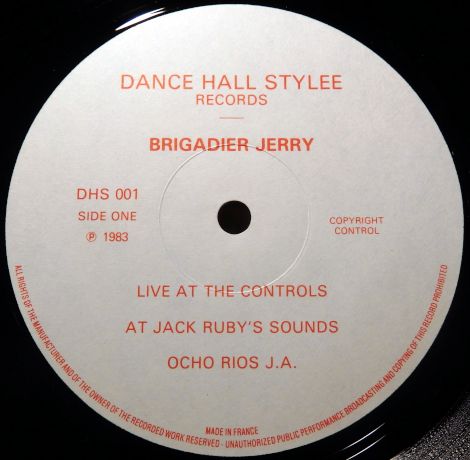 DANCE HALL STYLEE
RECORDS
BRIGADIER JERRY
DHS 001
SIDE ONE
℗ 1983
COPYRIGHT
CONTROL
LIVE AT THE CONTROLS
AT JACK RUBY'S SOUNDS
OCHO RIOS J.A.
MADE IN FRANCE
ALL RIGHTS OF THE MANUFACTURER AND OF THE OWNER OF THE RECORDED WORK RESERVED - UNAUTHORIZED PUBLIC PERFORMANCE BROADCASTING AND COPYING OF THIS RECORD PROHIBITED